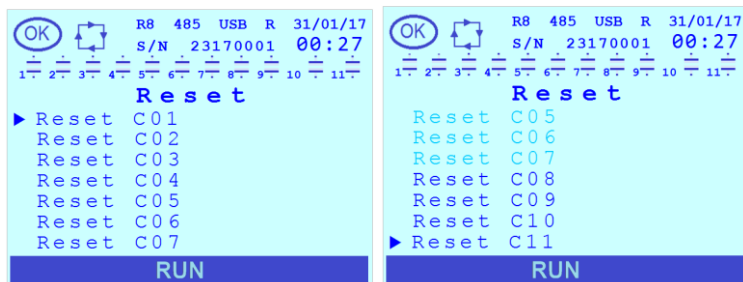 OK R8 485 USB R 31/01/17
S/N 23170001 00:27
1 2 3 4 5 6 7 8 9 10 11
Reset
Reset C01
Reset C02
Reset C03
Reset C04
Reset C05
Reset C06
Reset C07
RUN
OK R8 485 USB R 31/01/17
S/N 23170001 00:27
1 2 3 4 5 6 7 8 9 10 11
Reset
Reset C05
Reset C06
Reset C07
Reset C08
Reset C09
Reset C10
Reset C11
RUN